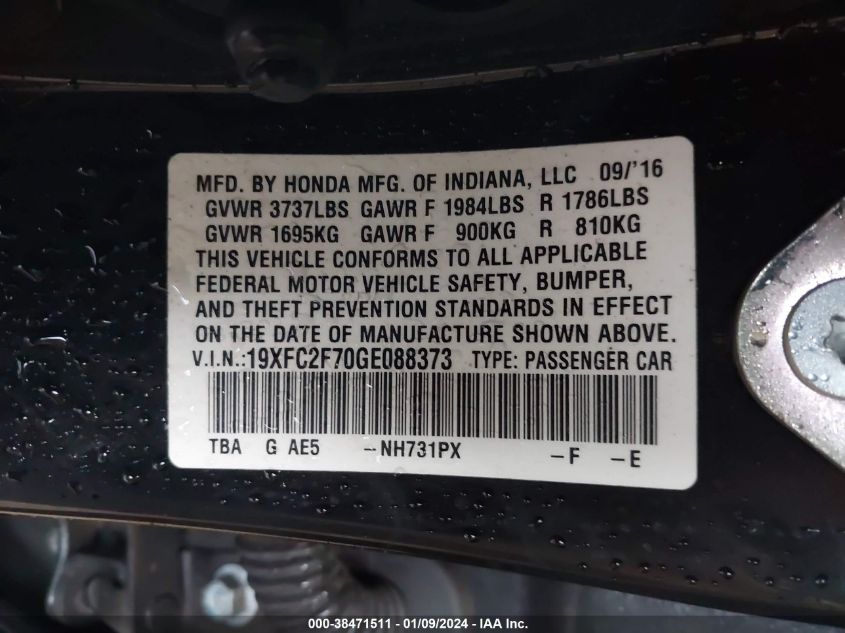 MFD. BY HONDA MFG. OF INDIANA, LLC 09/'16
GVWR 3737LBS GAWR F 1984LBS R 1786LBS
GVWR 1695KG GAWR F 900KG R 810KG
THIS VEHICLE CONFORMS TO ALL APPLICABLE
FEDERAL MOTOR VEHICLE SAFETY, BUMPER,
AND THEFT PREVENTION STANDARDS IN EFFECT
ON THE DATE OF MANUFACTURE SHOWN ABOVE.
V.I.N.:19XFC2F70GE088373 TYPE: PASSENGER CAR
TBA G AE5 --NH731PX -F -E
000-38471511 - 01/09/2024 - IAA Inc.